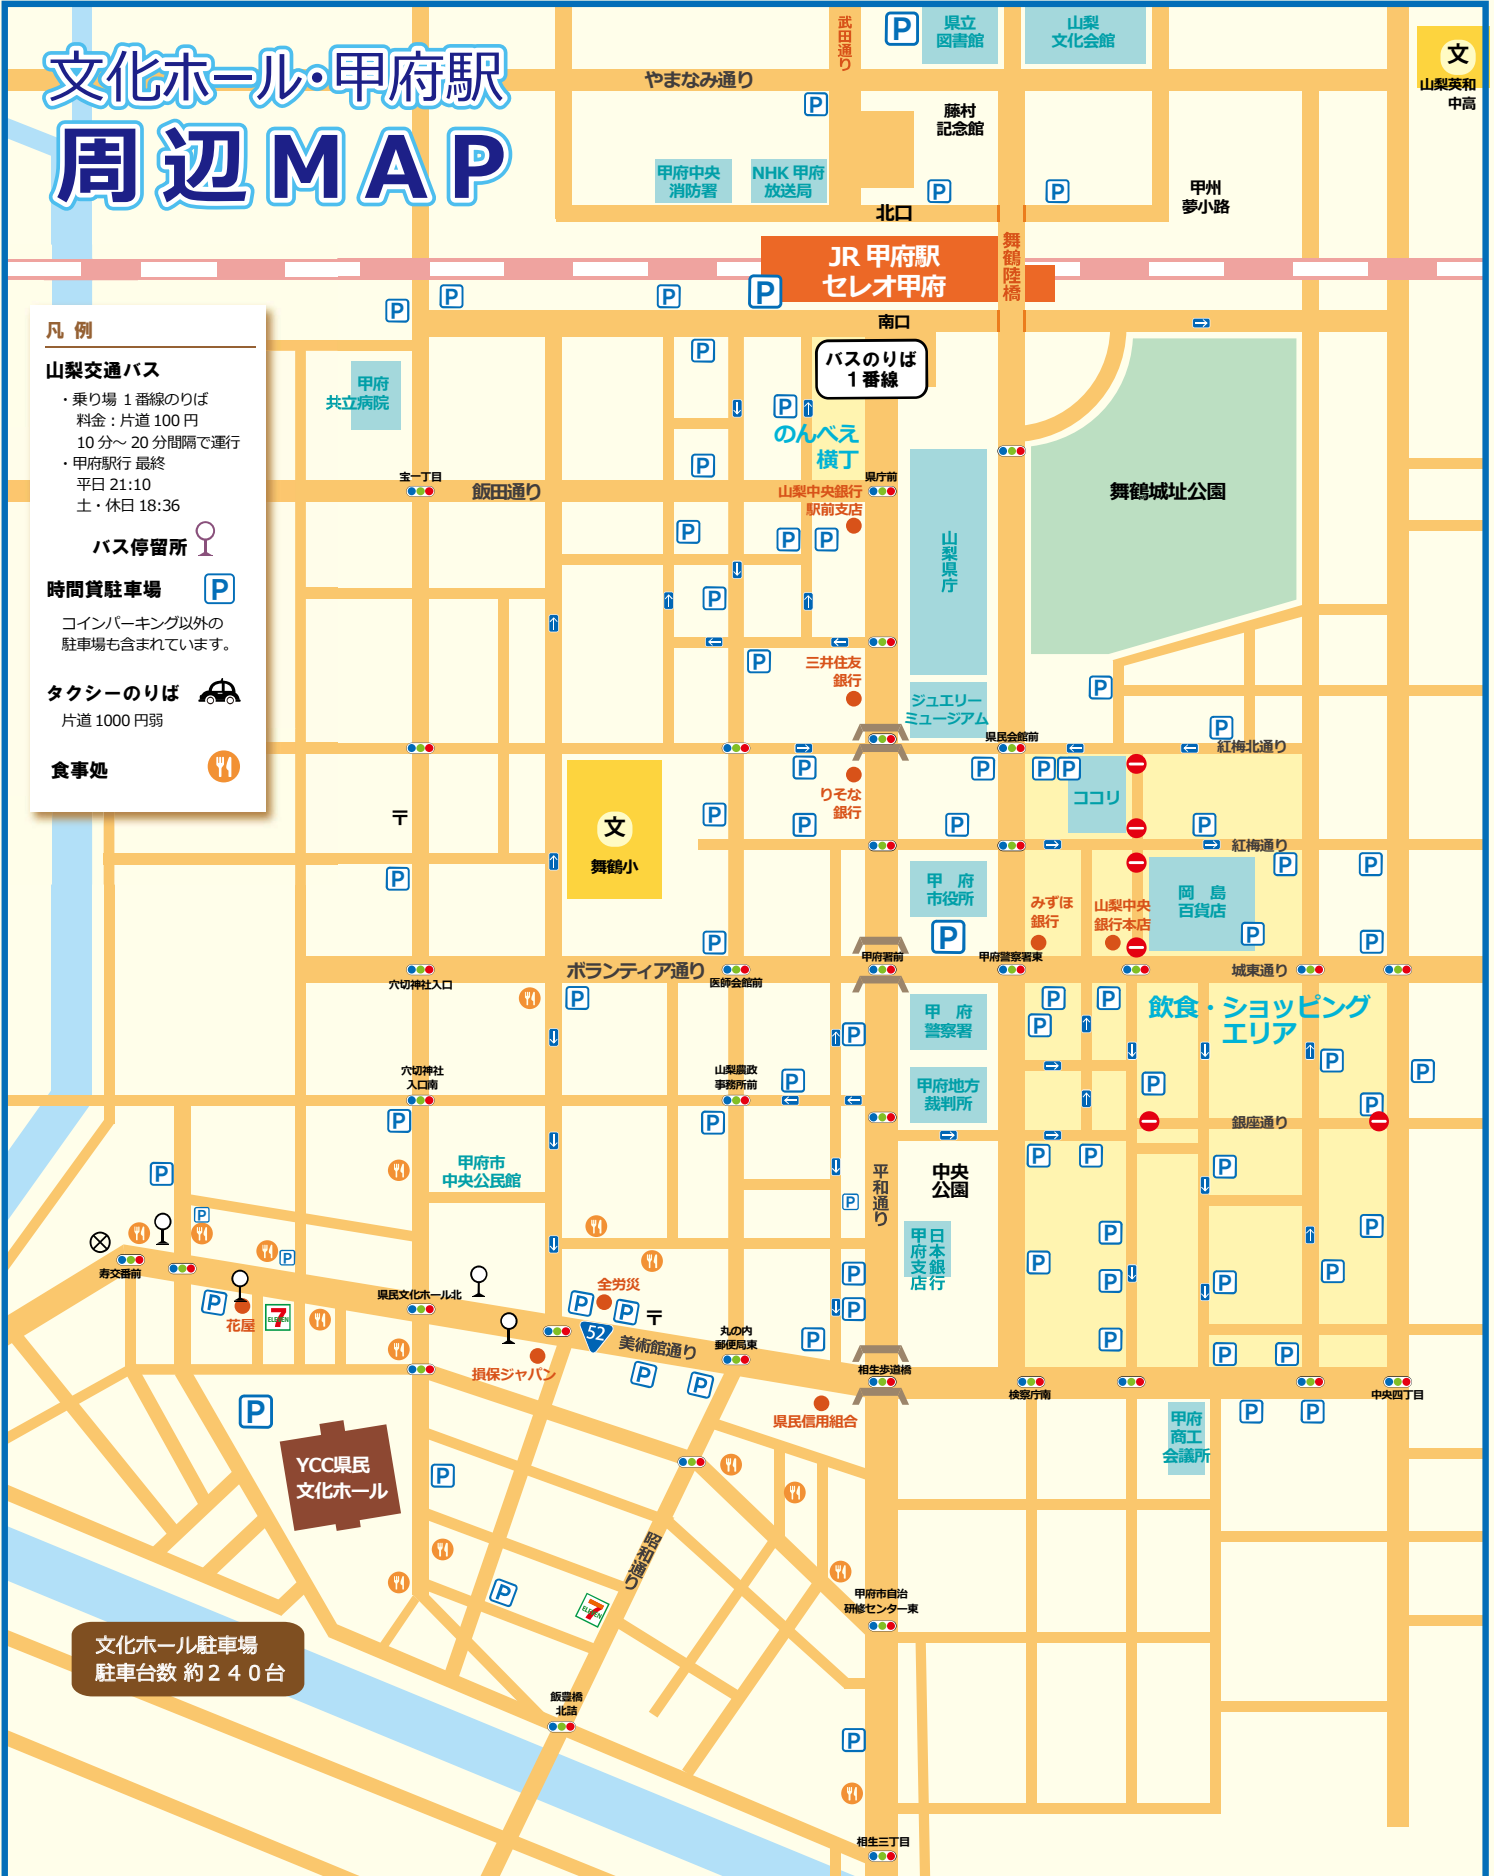 文化ホール・甲府駅
周辺MAP
武田通り
P
県立
図書館
山梨
文化会館
文
山梨英和
中高
やまなみ通り
P
藤村
記念館
甲府中央
消防署
NHK 甲府
放送局
P
P
甲州
夢小路
北口
JR 甲府駅
セレオ甲府
舞鶴陸橋
P
P
P
P
南口
凡 例
山梨交通バス
・乗り場 1 番線のりば
料金：片道 100 円
10 分～ 20 分間隔で運行
・甲府駅行 最終
平日 21:10
土・休日 18:36
バス停留所
時間貸駐車場
P
コインパーキング以外の
駐車場も含まれています。
タクシーのりば
片道 1000 円弱
食事処
バスのりば
1 番線
P
甲府
共立病院
P
のんべえ
横丁
P
宝一丁目
飯田通り
県庁前
山梨中央銀行
駅前支店
舞鶴城址公園
P
P
P
山梨県庁
P
P
三井住友
銀行
P
ジュエリー
ミュージアム
P
県民会館前
紅梅北通り
P
P
P
P
りそな
銀行
ココリ
〒
文
舞鶴小
P
P
P
P
紅梅通り
P
P
P
甲 府
市役所
みずほ
銀行
山梨中央
銀行本店
岡 島
百貨店
P
P
P
P
甲府署前
甲府警察署東
ボランティア通り
城東通り
穴切神社入口
医師会館前
P
P
P
飲食・ショッピング
エリア
甲 府
警察署
P
P
P
P
穴切神社
入口南
山梨農政
事務所前
P
甲府地方
裁判所
P
P
P
P
銀座通り
P
P
P
甲府市
中央公民館
平和通り
中央
公園
P
P
P
P
日本銀行
甲府支店
P
P
寿交番前
P
P
P
P
P
P
県民文化ホール北
全労災
P
P
P
〒
P
花屋
7
ELEVEN
52
美術館通り
丸の内
郵便局東
P
P
P
P
損保ジャパン
P
P
相生歩道橋
検察庁南
中央四丁目
県民信用組合
P
P
P
甲府
商工
会議所
YCC県民
文化ホール
P
昭和通り
P
7
ELEVEN
甲府市自治
研修センター東
文化ホール駐車場
駐車台数 約２４０台
飯豊橋
北詰
P
相生三丁目